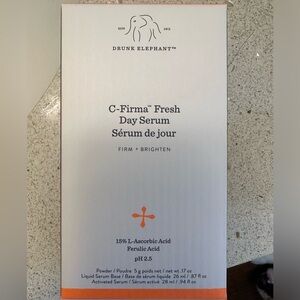 DRUNK ELEPHANT™
C-Firma™ Fresh
Day Serum
Sérum de jour
FIRM + BRIGHTEN
15% L-Ascorbic Acid
Ferulic Acid
pH 2.5
Powder / Poudre 5 g poids net / net wt .17 oz
Liquid Serum Base / Base de sérum liquide 26 ml / .87 fl oz
Activated Serum / Sérum activé 28 ml / .94 fl oz